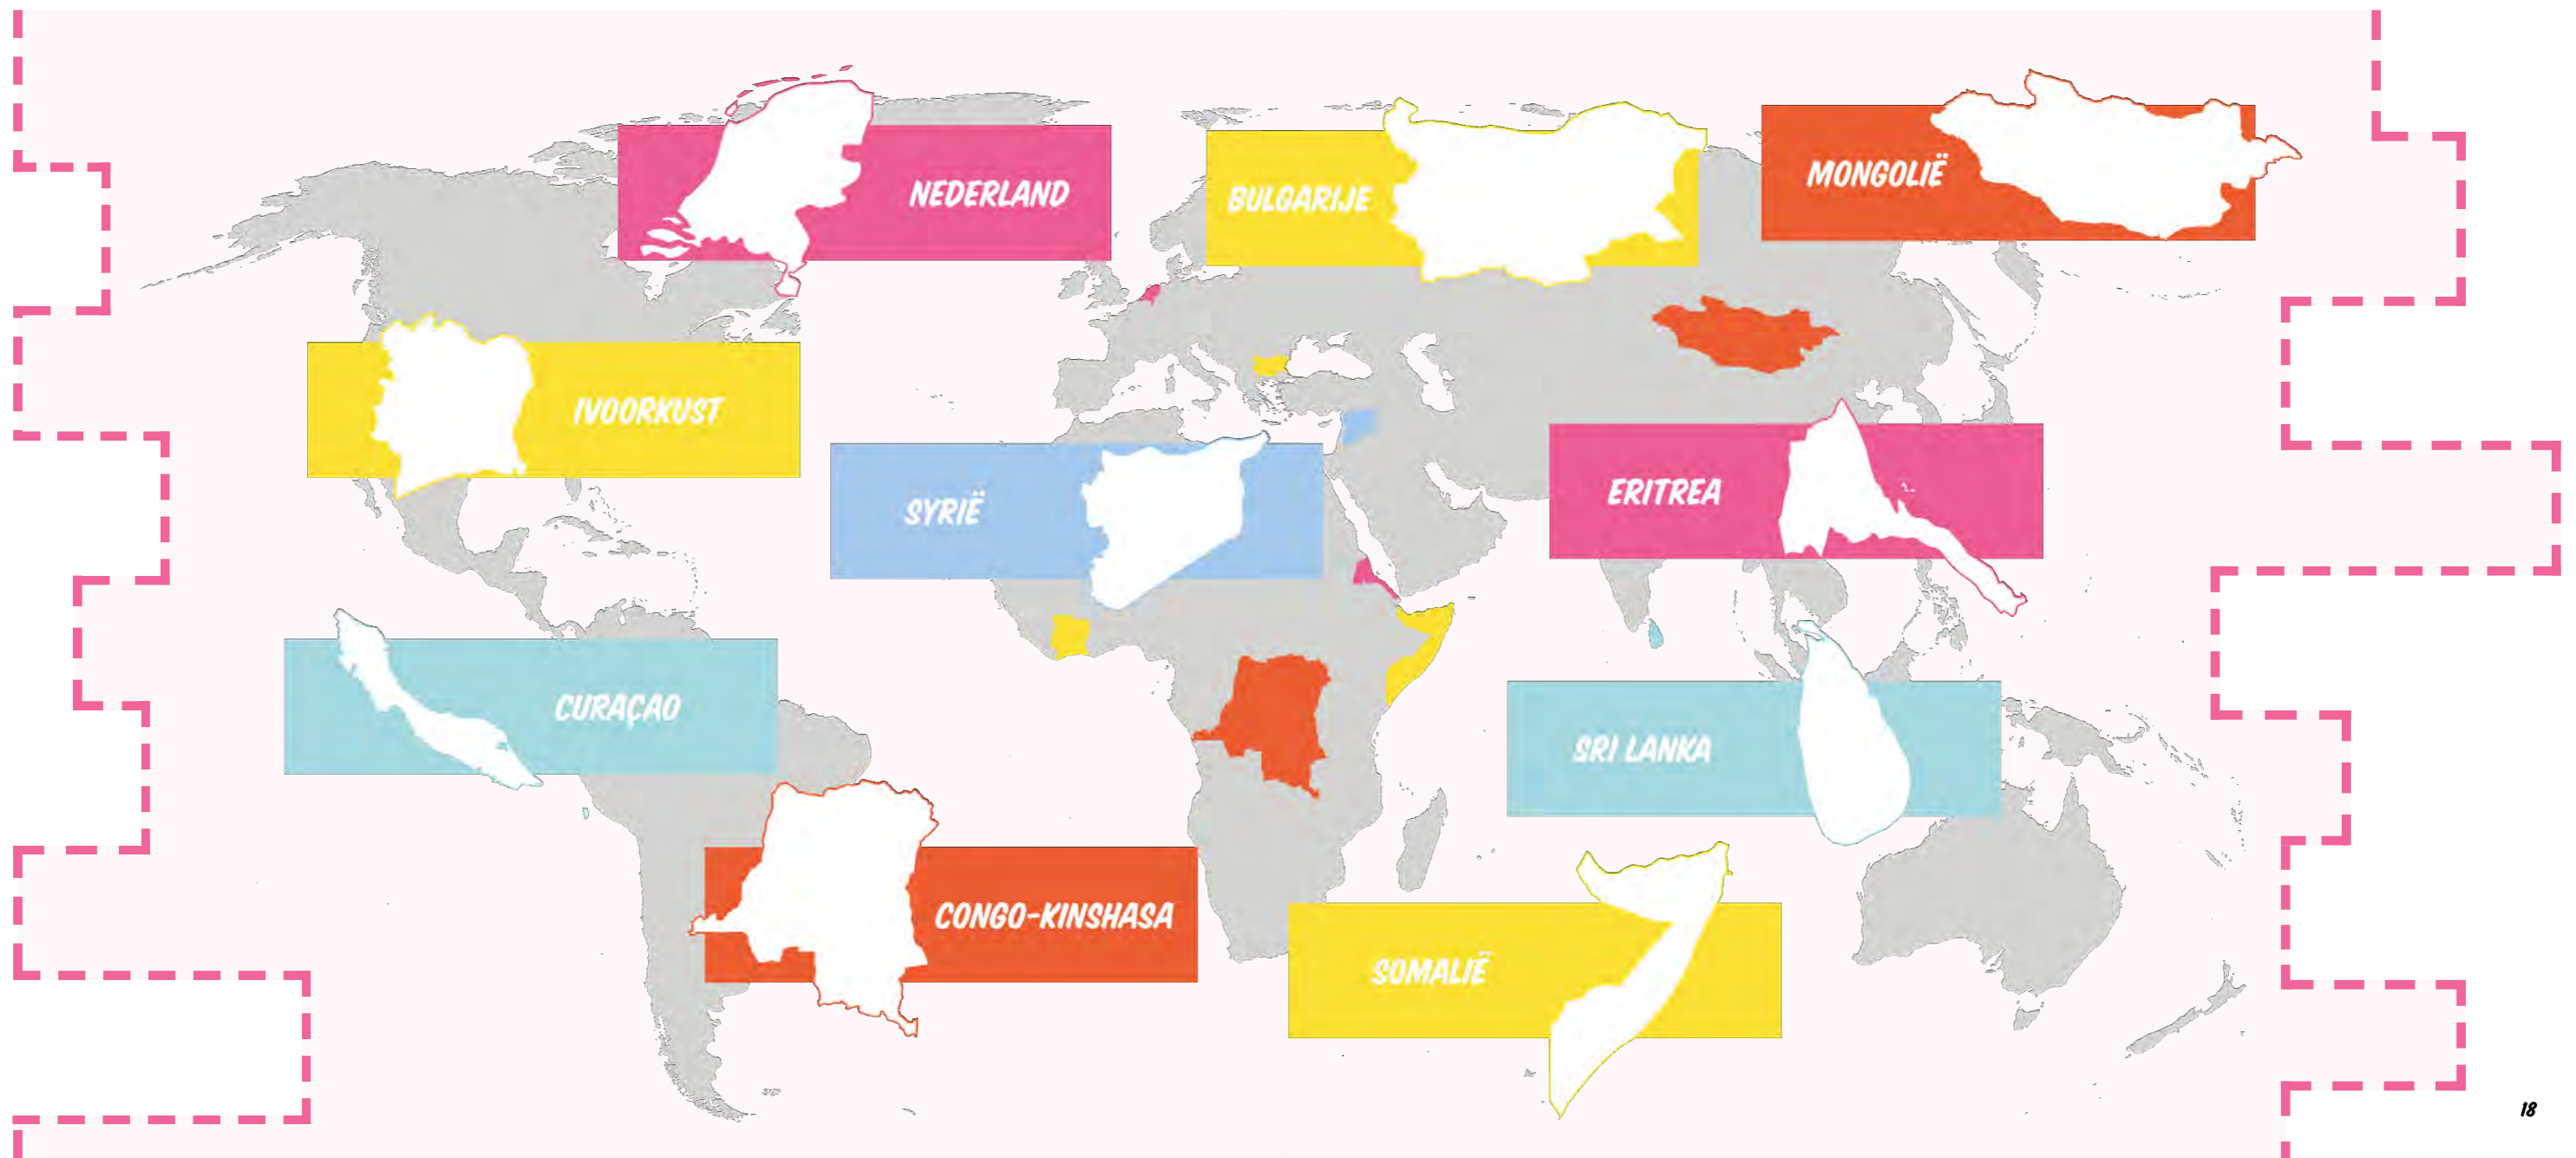 NEDERLAND
BULGARIJE
MONGOLIË
IVOORKUST
SYRIË
ERITREA
CURAÇAO
SRI LANKA
CONGO-KINSHASA
SOMALIË
18